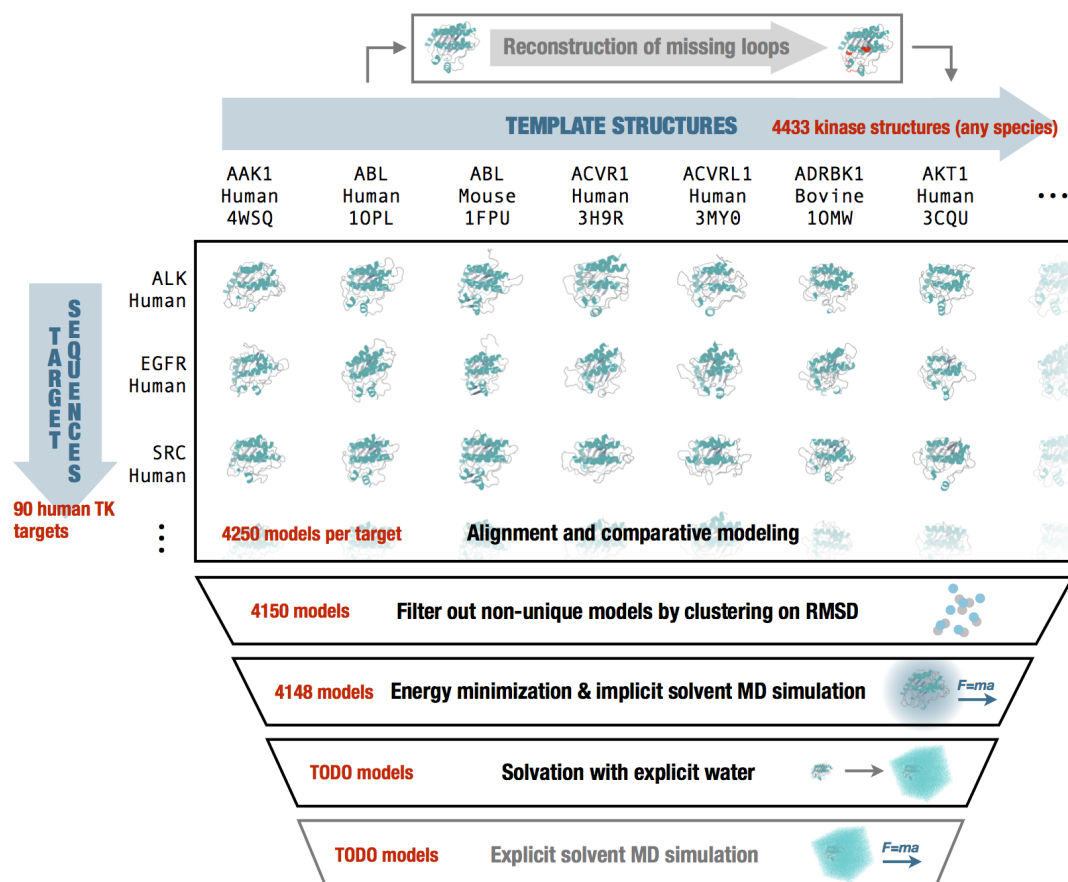 Reconstruction of missing loops
TEMPLATE STRUCTURES 4433 kinase structures (any species)
AAK1 ABL ABL ACVR1 ACVRL1 ADRBK1 AKT1
Human Human Mouse Human Human Bovine Human
4WSQ 1OPL 1FPU 3H9R 3MY0 1OMW 3CQU
...
TARGET
SEQUENCES
ALK
Human
EGFR
Human
SRC
Human
90 human TK
targets
4250 models per target Alignment and comparative modeling
4150 models Filter out non-unique models by clustering on RMSD
4148 models Energy minimization & implicit solvent MD simulation F=ma
TODO models Solvation with explicit water
TODO models Explicit solvent MD simulation F=ma